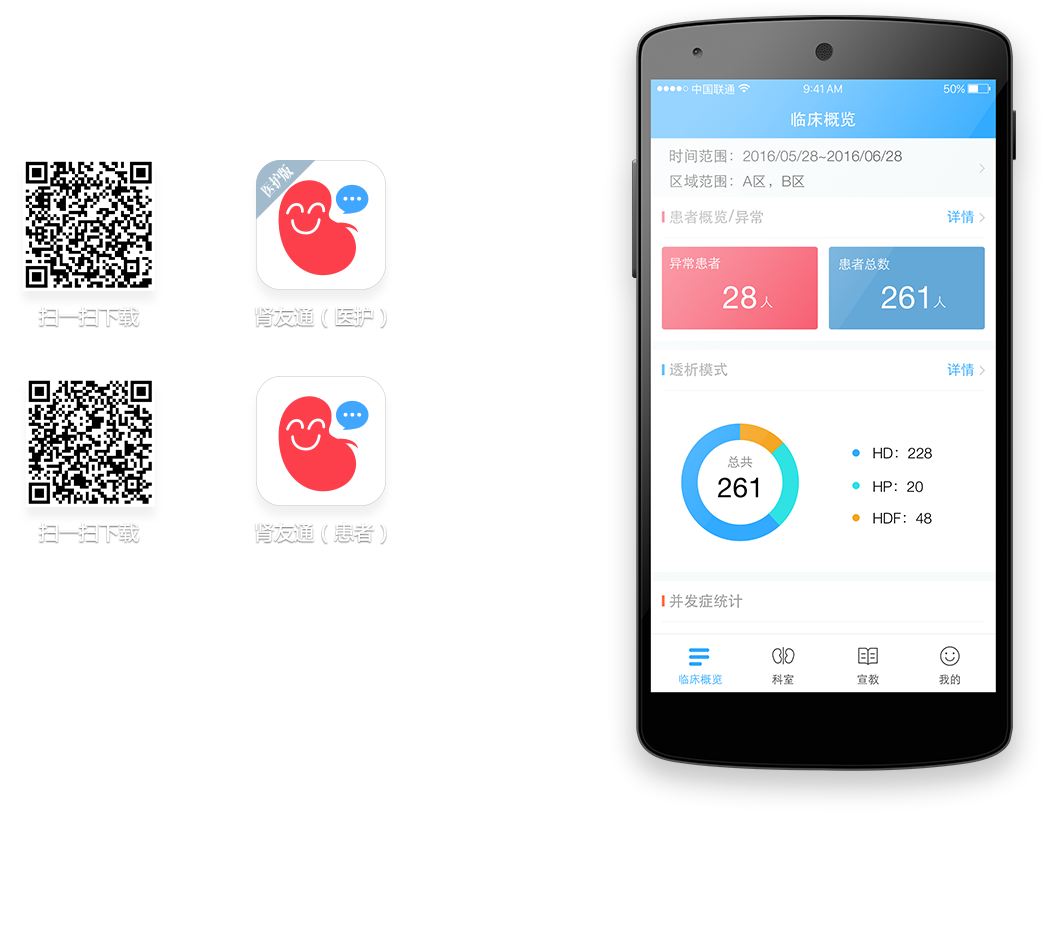 医护版
扫一扫下载
肾友通（医护）
扫一扫下载
肾友通（患者）
中国联通 9:41 AM 50%
临床概览
时间范围：2016/05/28~2016/06/28
区域范围：A区，B区
患者概览/异常 详情
异常患者 患者总数
28人 261人
透析模式 详情
总共
261
HD：228
HP：20
HDF：48
并发症统计
临床概览 科室 宣教 我的